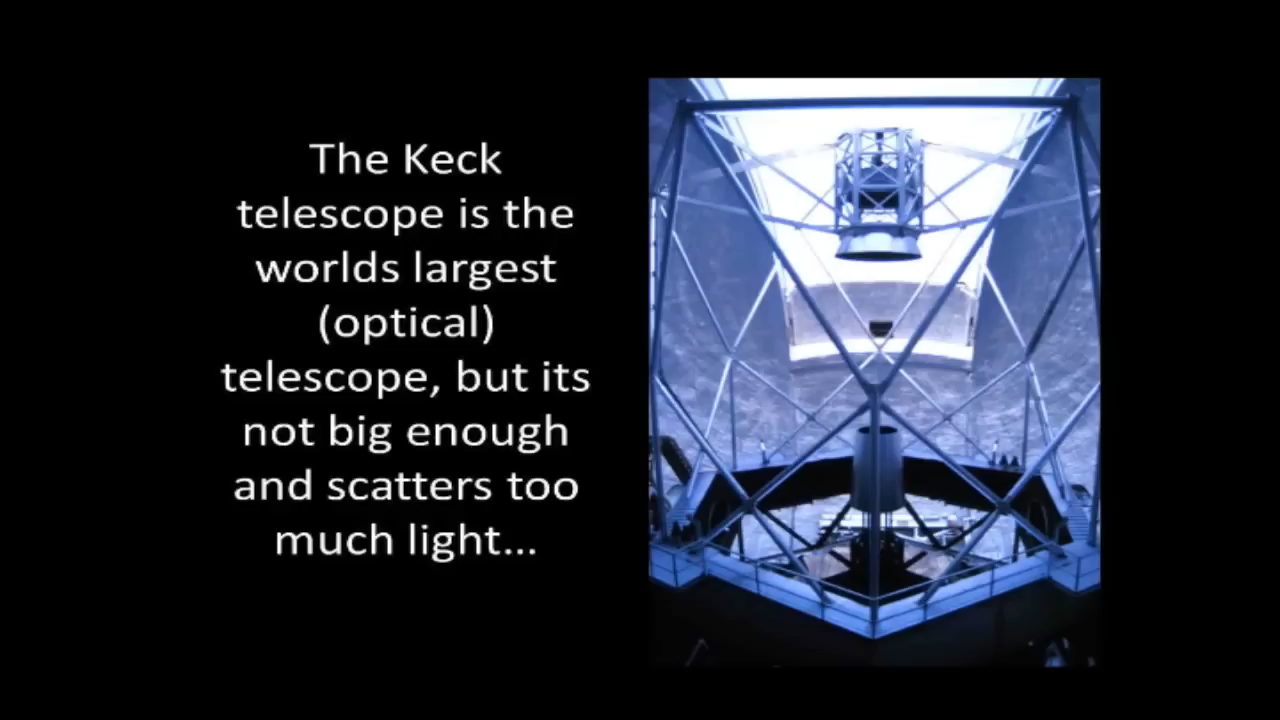 The Keck
telescope is the
worlds largest
(optical)
telescope, but its
not big enough
and scatters too
much light...